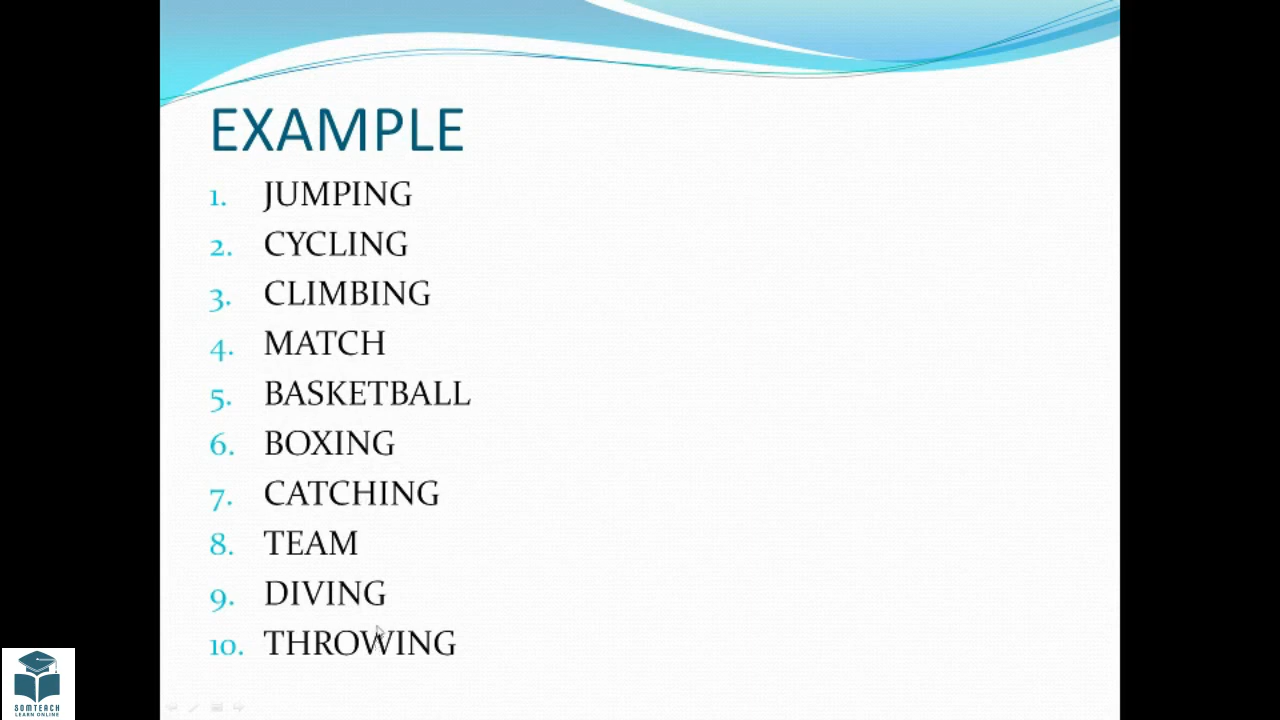 EXAMPLE
1. JUMPING
2. CYCLING
3. CLIMBING
4. MATCH
5. BASKETBALL
6. BOXING
7. CATCHING
8. TEAM
9. DIVING
10. THROWING
SOMTEACH
LEARN ONLINE